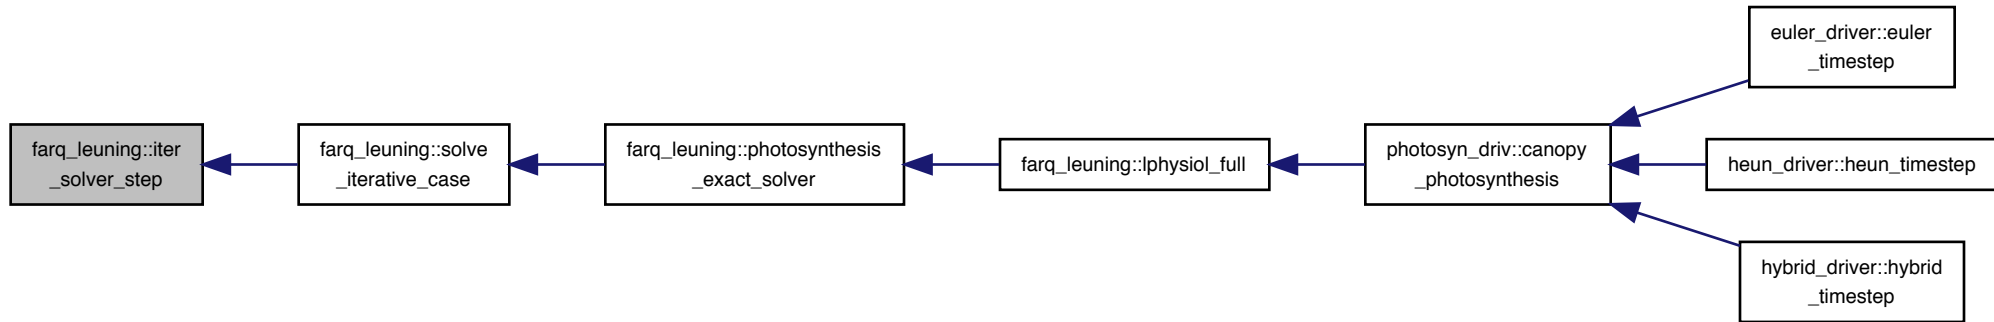 farq_leuning::iter
_solver_step
farq_leuning::solve
_iterative_case
farq_leuning::photosynthesis
_exact_solver
farq_leuning::lphysiol_full
photosyn_driv::canopy
_photosynthesis
euler_driver::euler
_timestep
heun_driver::heun_timestep
hybrid_driver::hybrid
_timestep